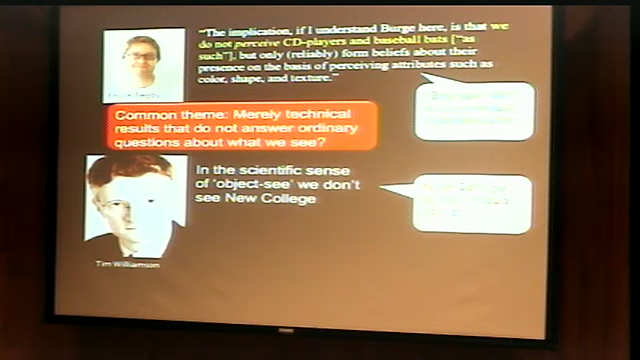 "The implication, if I understand Burge here, is that we
do not perceive CD-players and baseball bats ["as
such"], but only (reliably) form beliefs about their
presence on the basis of perceiving attributes such as
color, shape, and texture."
Common theme: Merely technical
results that do not answer ordinary
questions about what we see?
In the scientific sense
of 'object-see' we don't
see New College
Tim Williamson